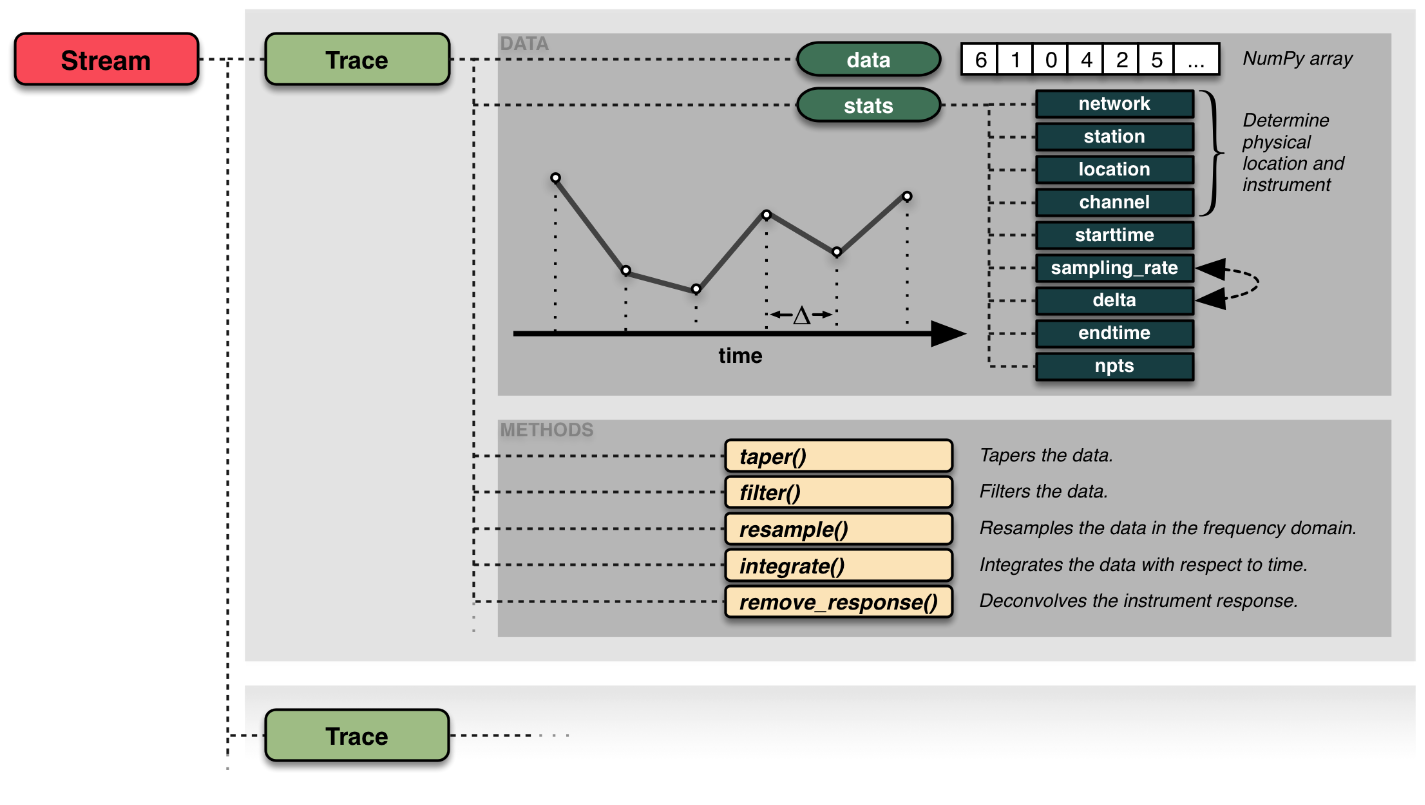 Stream
Trace
DATA
data
6 1 0 4 2 5 ...
NumPy array
stats
network
station
location
channel
Determine
physical
location and
instrument
starttime
sampling_rate
delta
endtime
npts
Δ
time
METHODS
taper()
Tapers the data.
filter()
Filters the data.
resample()
Resamples the data in the frequency domain.
integrate()
Integrates the data with respect to time.
remove_response()
Deconvolves the instrument response.
Trace